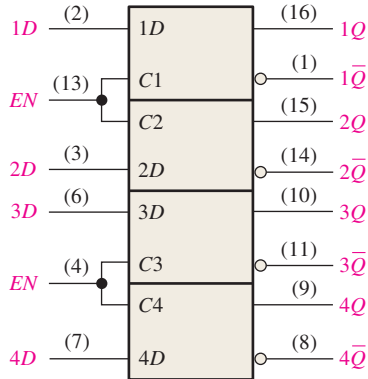 1D (2) 1D (16) 1Q
EN (13) C1 (1) 1Q̅
C2 (15) 2Q
2D (3) 2D (14) 2Q̅
3D (6) 3D (10) 3Q
EN (4) C3 (11) 3Q̅
C4 (9) 4Q
4D (7) 4D (8) 4Q̅